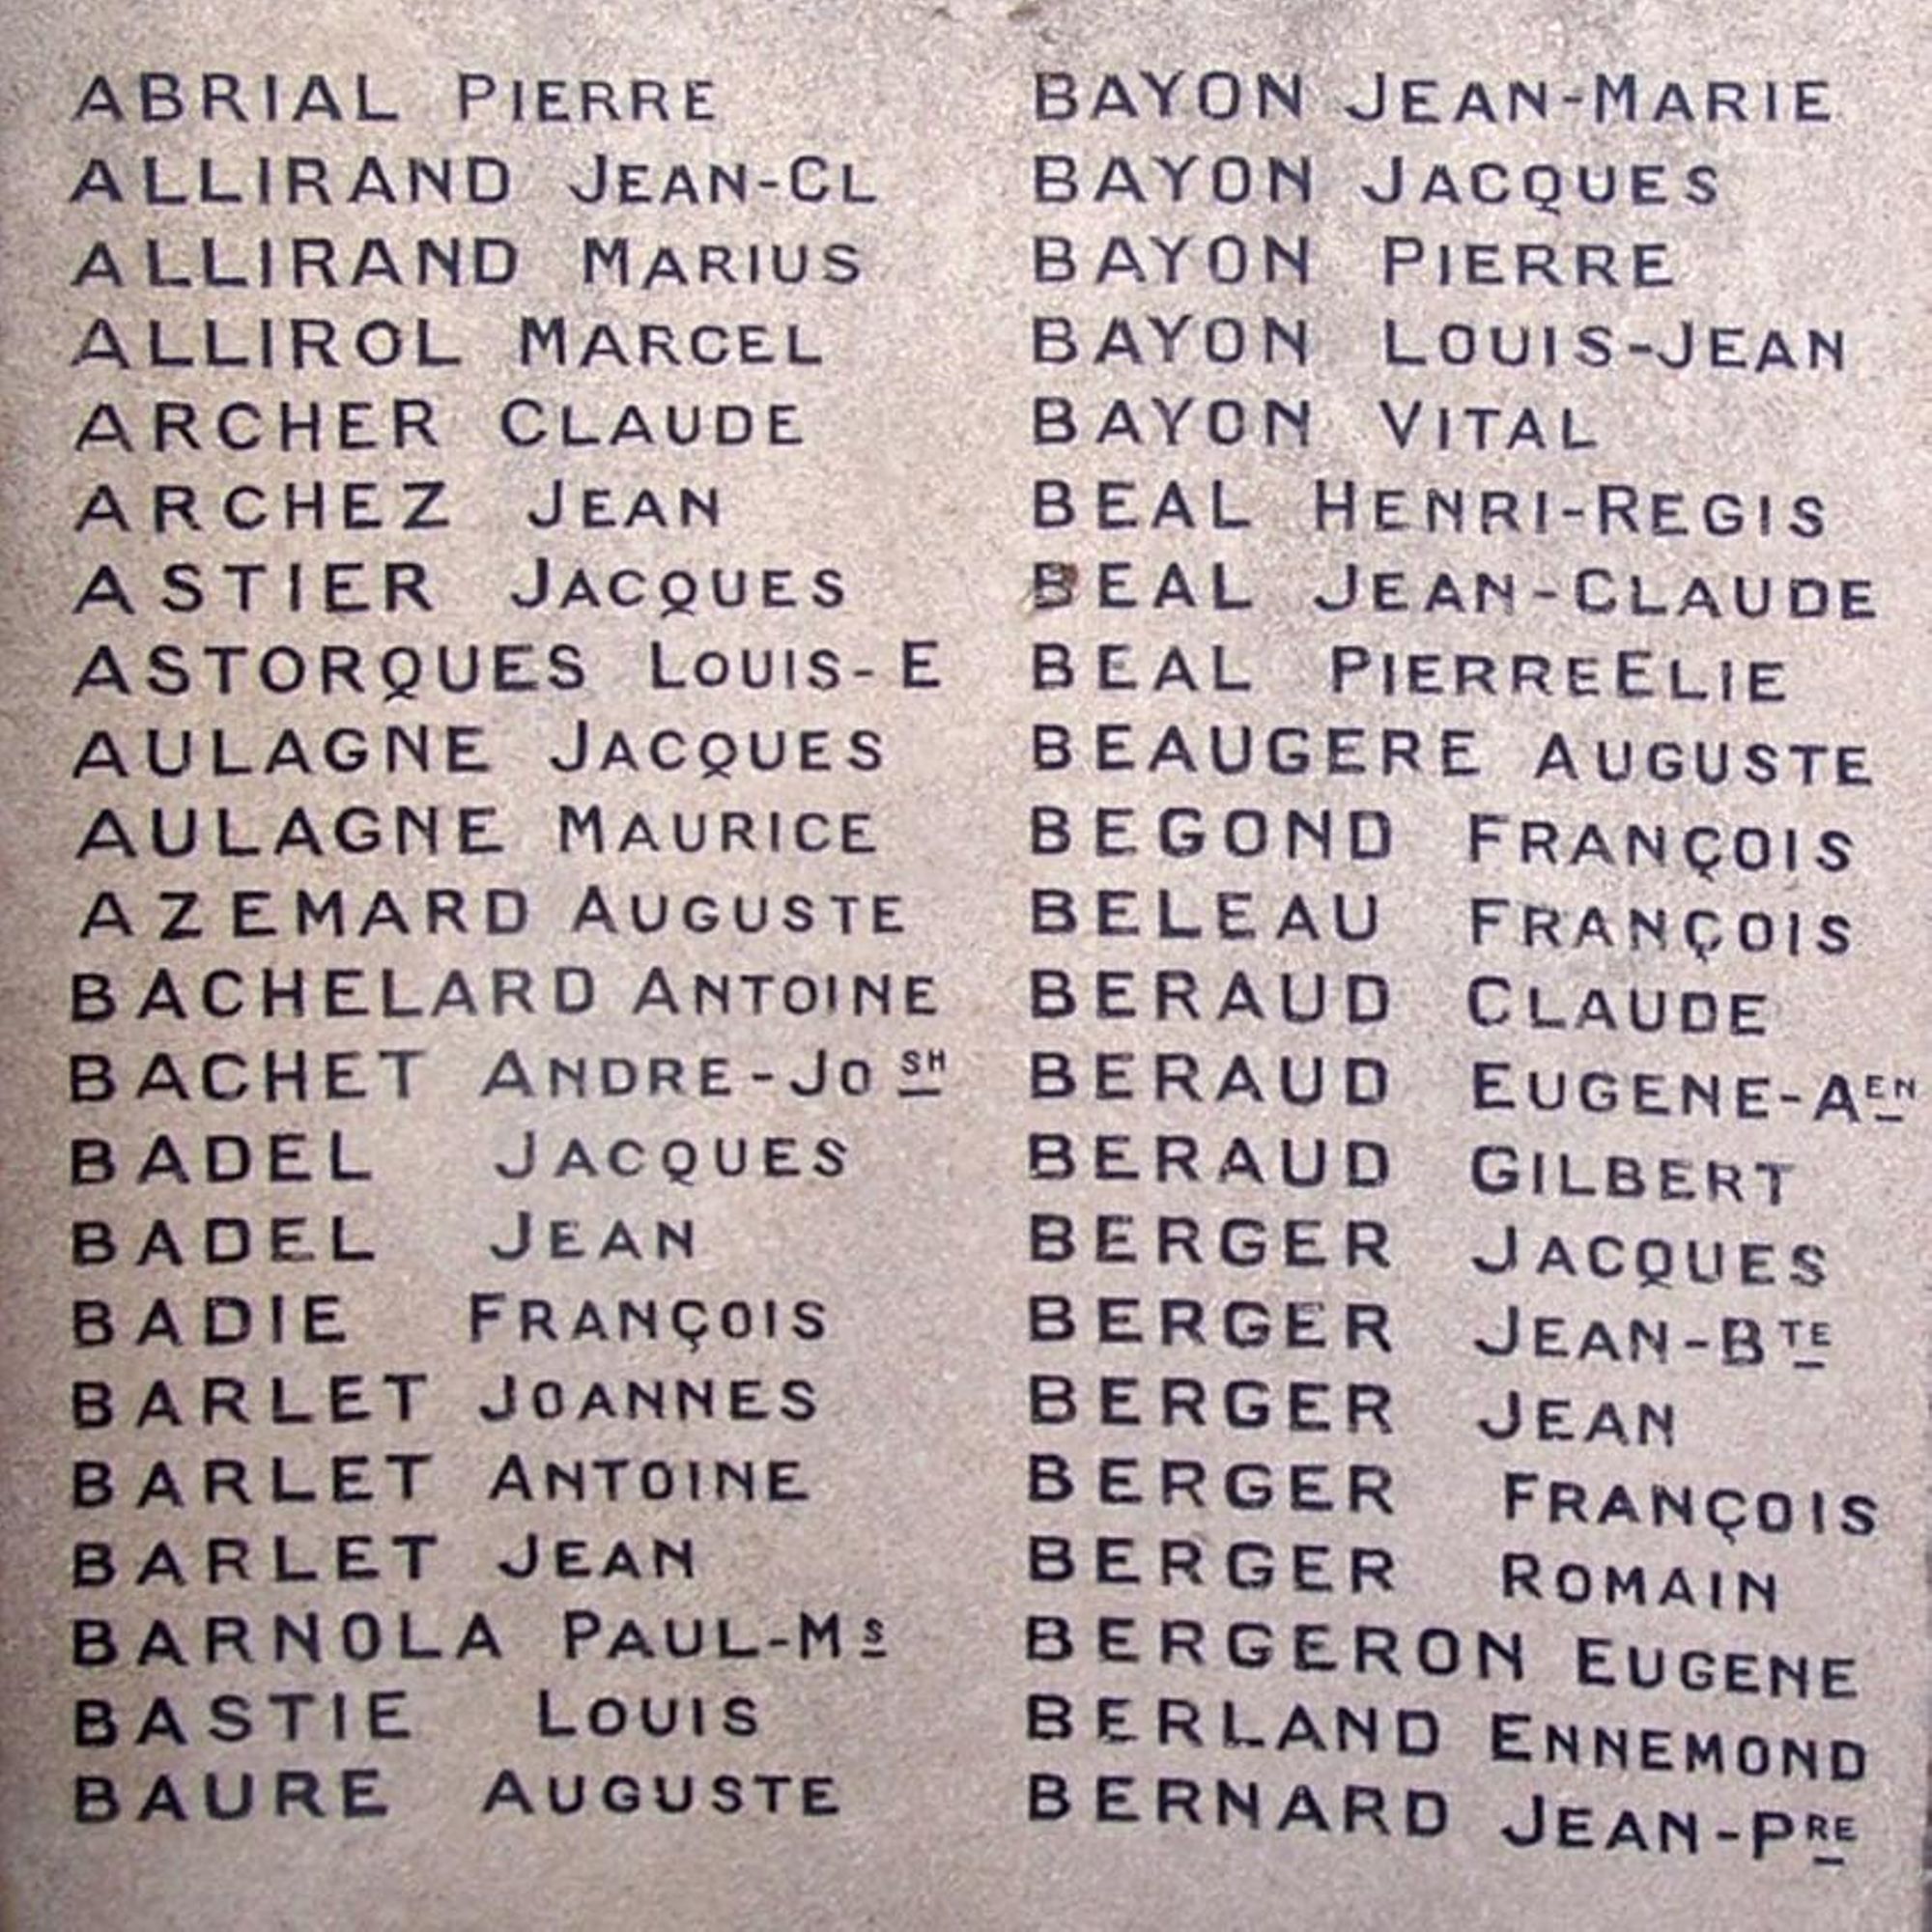 ABRIAL PIERRE
ALLIRAND JEAN-CL
ALLIRAND MARIUS
ALLIROL MARCEL
ARCHER CLAUDE
ARCHEZ JEAN
ASTIER JACQUES
ASTORQUES LOUIS-E
AULAGNE JACQUES
AULAGNE MAURICE
AZEMARD AUGUSTE
BACHELARD ANTOINE
BACHET ANDRE-JOSH
BADEL JACQUES
BADEL JEAN
BADIE FRANÇOIS
BARLET JOANNES
BARLET ANTOINE
BARLET JEAN
BARNOLA PAUL-MS
BASTIE LOUIS
BAURE AUGUSTE
BAYON JEAN-MARIE
BAYON JACQUES
BAYON PIERRE
BAYON LOUIS-JEAN
BAYON VITAL
BEAL HENRI-REGIS
BEAL JEAN-CLAUDE
BEAL PIERREELIE
BEAUGERE AUGUSTE
BEGOND FRANÇOIS
BELEAU FRANÇOIS
BERAUD CLAUDE
BERAUD EUGENE-AEN
BERAUD GILBERT
BERGER JACQUES
BERGER JEAN-BTE
BERGER JEAN
BERGER FRANÇOIS
BERGER ROMAIN
BERGERON EUGENE
BERLAND ENNEMOND
BERNARD JEAN-PRE